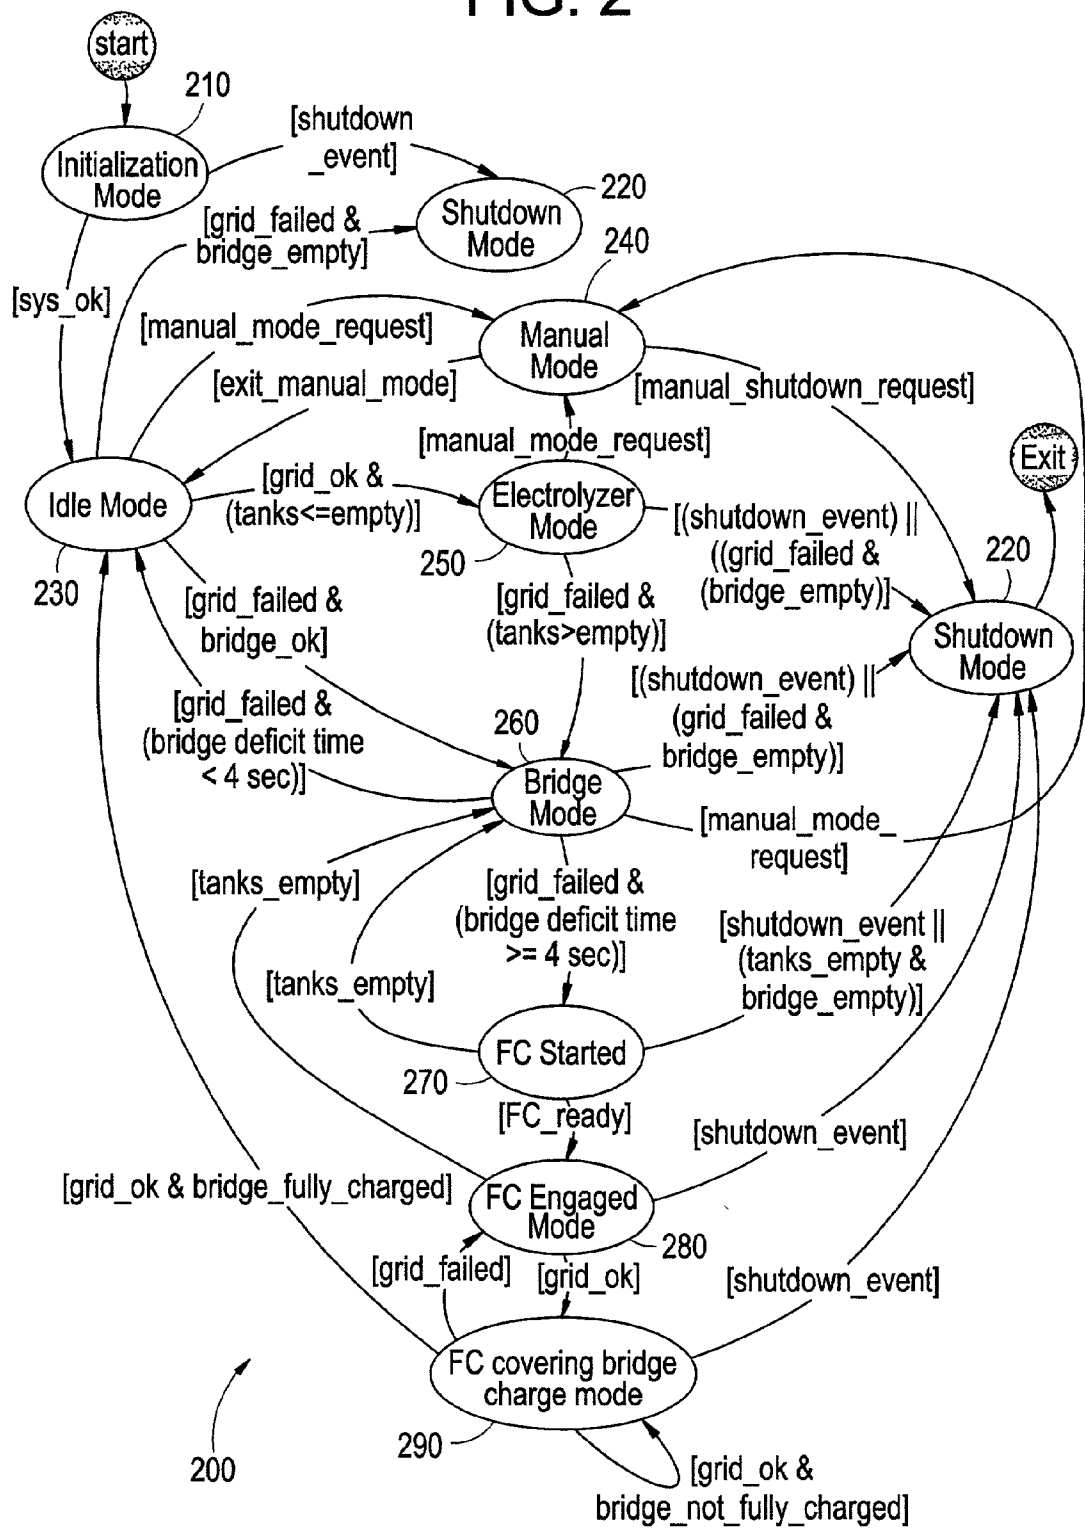 FIG. 2
start
210
Initialization
Mode
[shutdown
_event]
220
Shutdown
Mode
[grid_failed &
bridge_empty]
240
[sys_ok]
[manual_mode_request]
Manual
Mode
[exit_manual_mode]
[manual_shutdown_request]
[manual_mode_request]
Exit
Idle Mode
230
[grid_ok &
(tanks<=empty)]
Electrolyzer
Mode
250
[(shutdown_event) ||
((grid_failed &
(bridge_empty)]
220
Shutdown
Mode
[grid_failed &
bridge_ok]
[grid_failed &
(tanks>empty)]
[(shutdown_event) ||
(grid_failed &
bridge_empty)]
[grid_failed &
(bridge deficit time
< 4 sec)]
260
Bridge
Mode
[manual_mode_
request]
[tanks_empty]
[grid_failed &
(bridge deficit time
>= 4 sec)]
[shutdown_event ||
(tanks_empty &
bridge_empty)]
[tanks_empty]
FC Started
270
[FC_ready]
[shutdown_event]
[grid_ok & bridge_fully_charged]
FC Engaged
Mode
280
[grid_failed]
[grid_ok]
[shutdown_event]
FC covering bridge
charge mode
290
200
[grid_ok &
bridge_not_fully_charged]